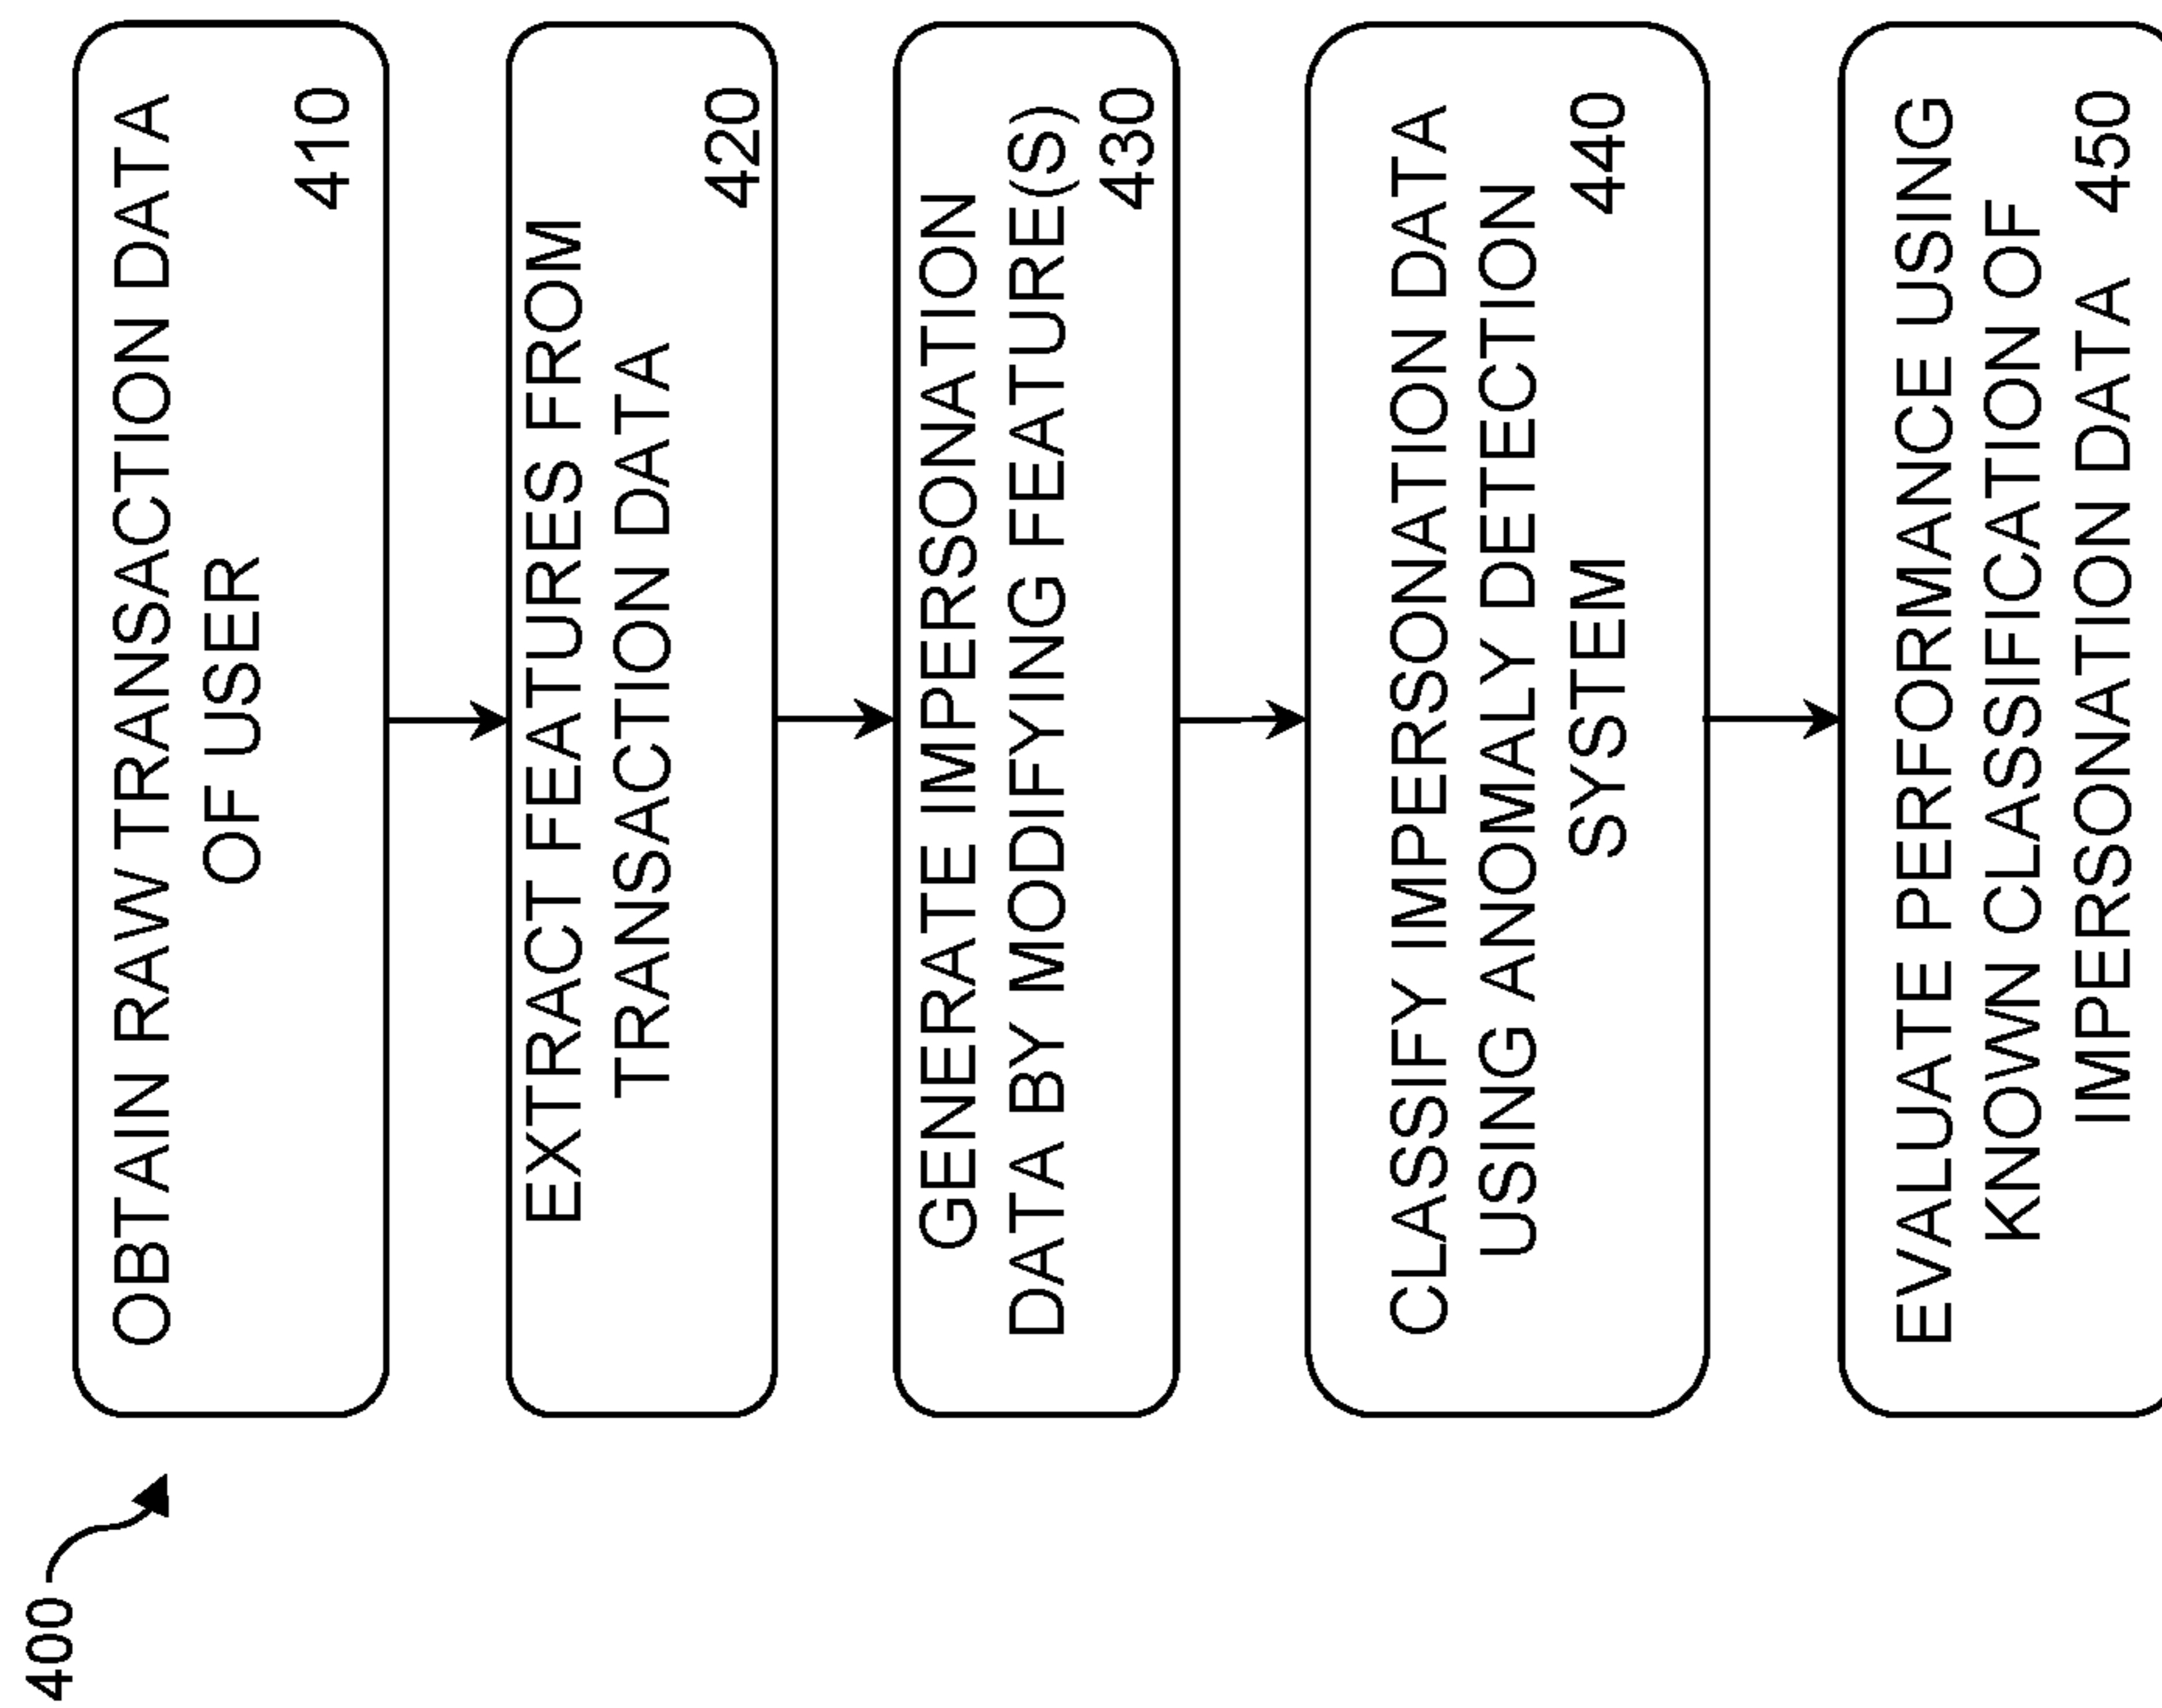 400
OBTAIN RAW TRANSACTION DATA
OF USER
410
EXTRACT FEATURES FROM
TRANSACTION DATA
420
GENERATE IMPERSONATION
DATA BY MODIFYING FEATURE(S)
430
CLASSIFY IMPERSONATION DATA
USING ANOMALY DETECTION
SYSTEM 440
EVALUATE PERFORMANCE USING
KNOWN CLASSIFICATION OF
IMPERSONATION DATA 450